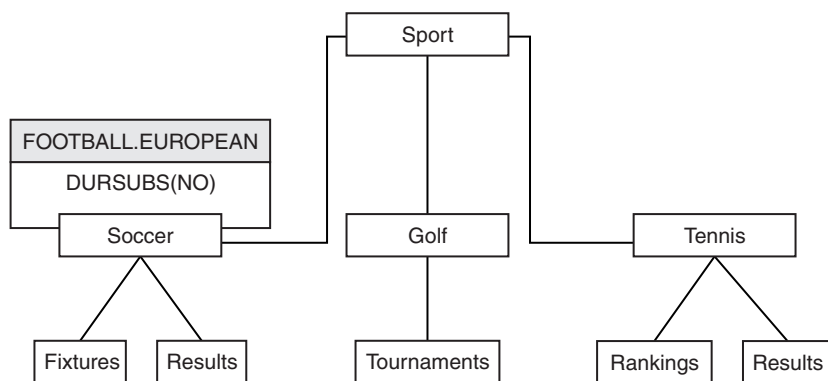 Sport
FOOTBALL.EUROPEAN
DURSUBS(NO)
Soccer
Golf
Tennis
Fixtures
Results
Tournaments
Rankings
Results